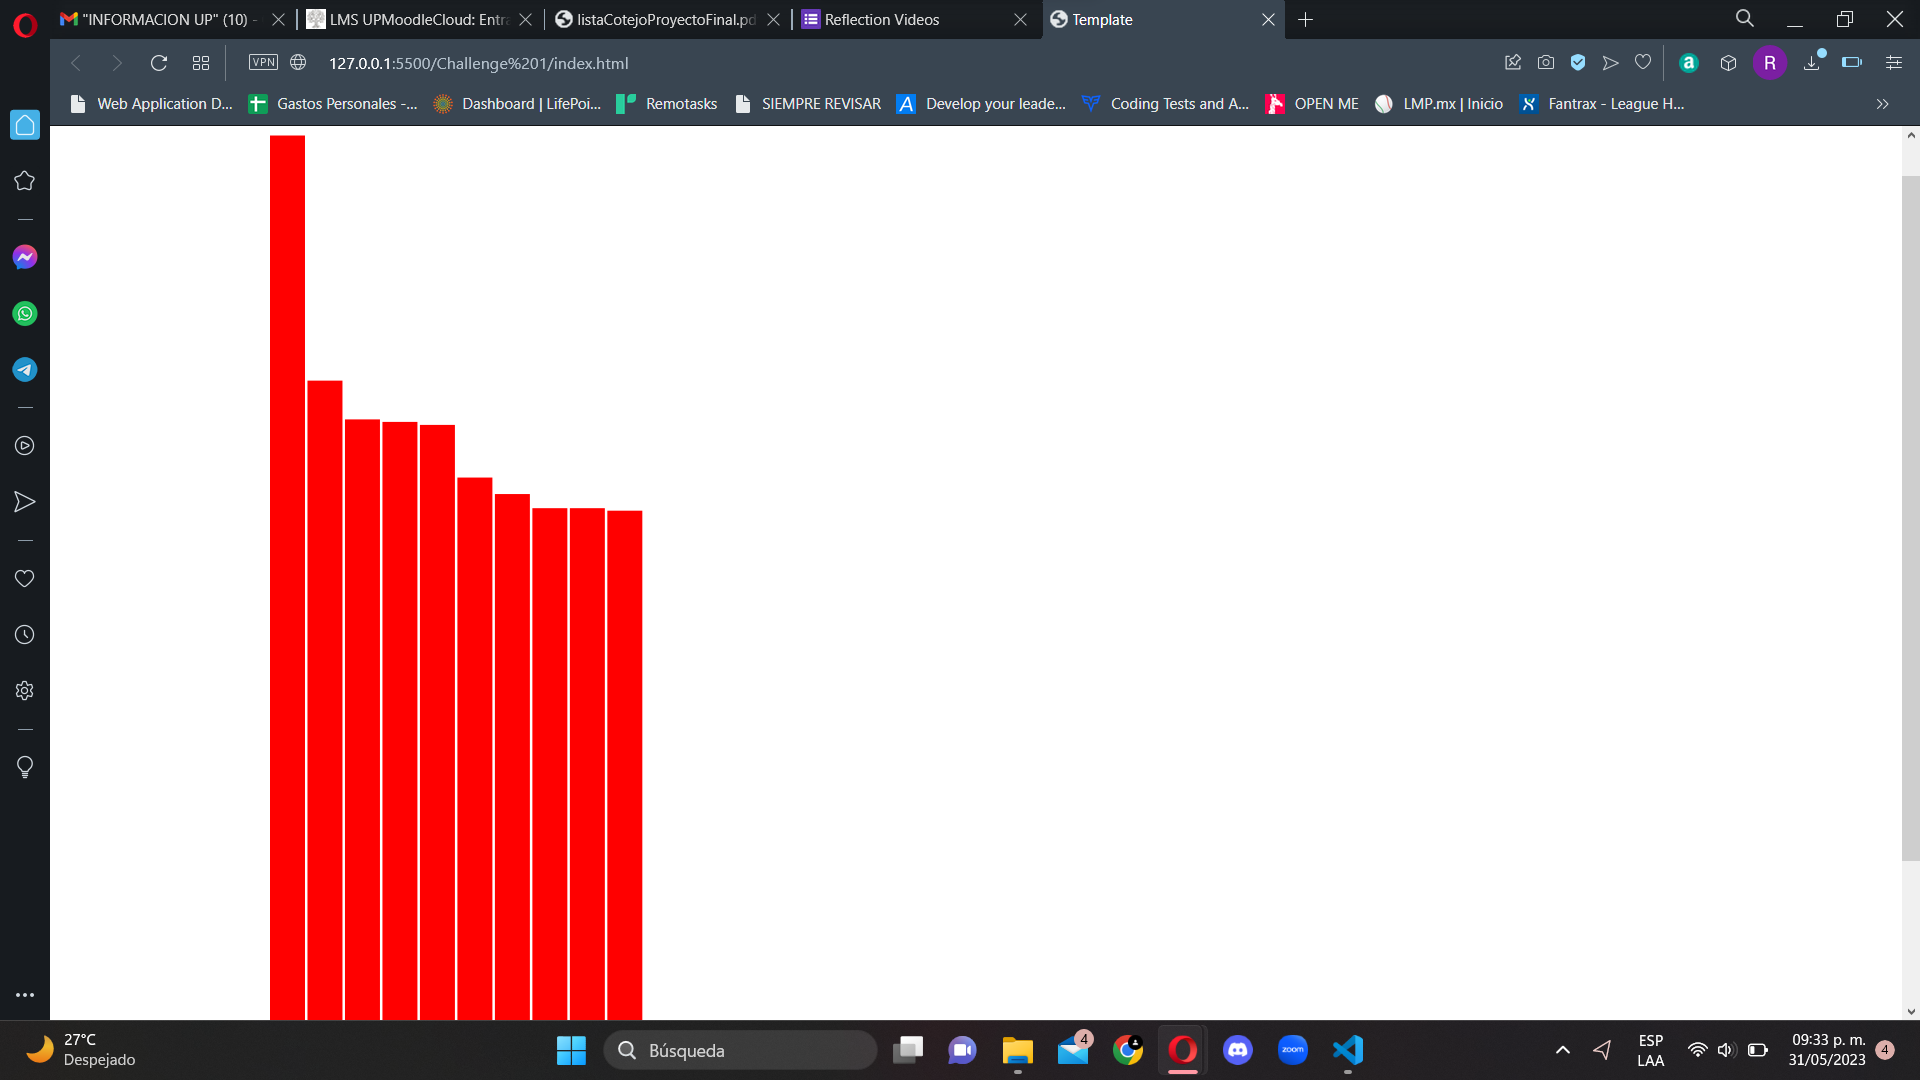 "INFORMACION UP" (10) -
LMS UPMoodleCloud: Entra
listaCotejoProyectoFinal.pd
Reflection Videos
Template
VPN
127.0.0.1:5500/Challenge%201/index.html
a
R
Web Application D...
Gastos Personales -...
Dashboard | LifePoi...
Remotasks
SIEMPRE REVISAR
Develop your leade...
Coding Tests and A...
OPEN ME
LMP.mx | Inicio
Fantrax - League H...
27°C
Despejado
Búsqueda
4
zoom
ESP
LAA
09:33 p. m.
31/05/2023
4